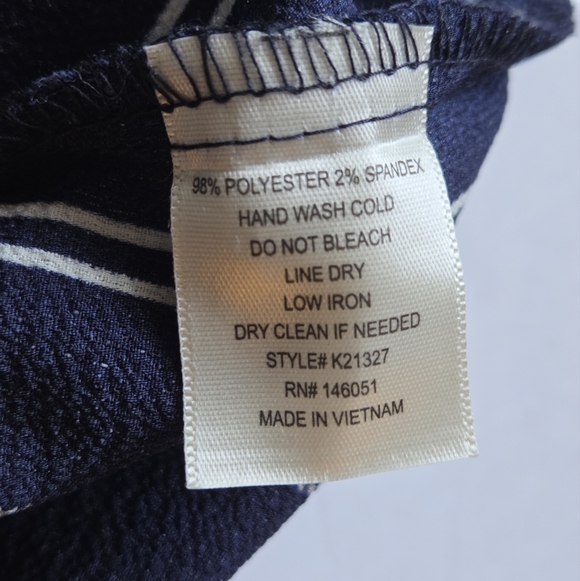 98% POLYESTER 2% SPANDEX
HAND WASH COLD
DO NOT BLEACH
LINE DRY
LOW IRON
DRY CLEAN IF NEEDED
STYLE# K21327
RN# 146051
MADE IN VIETNAM